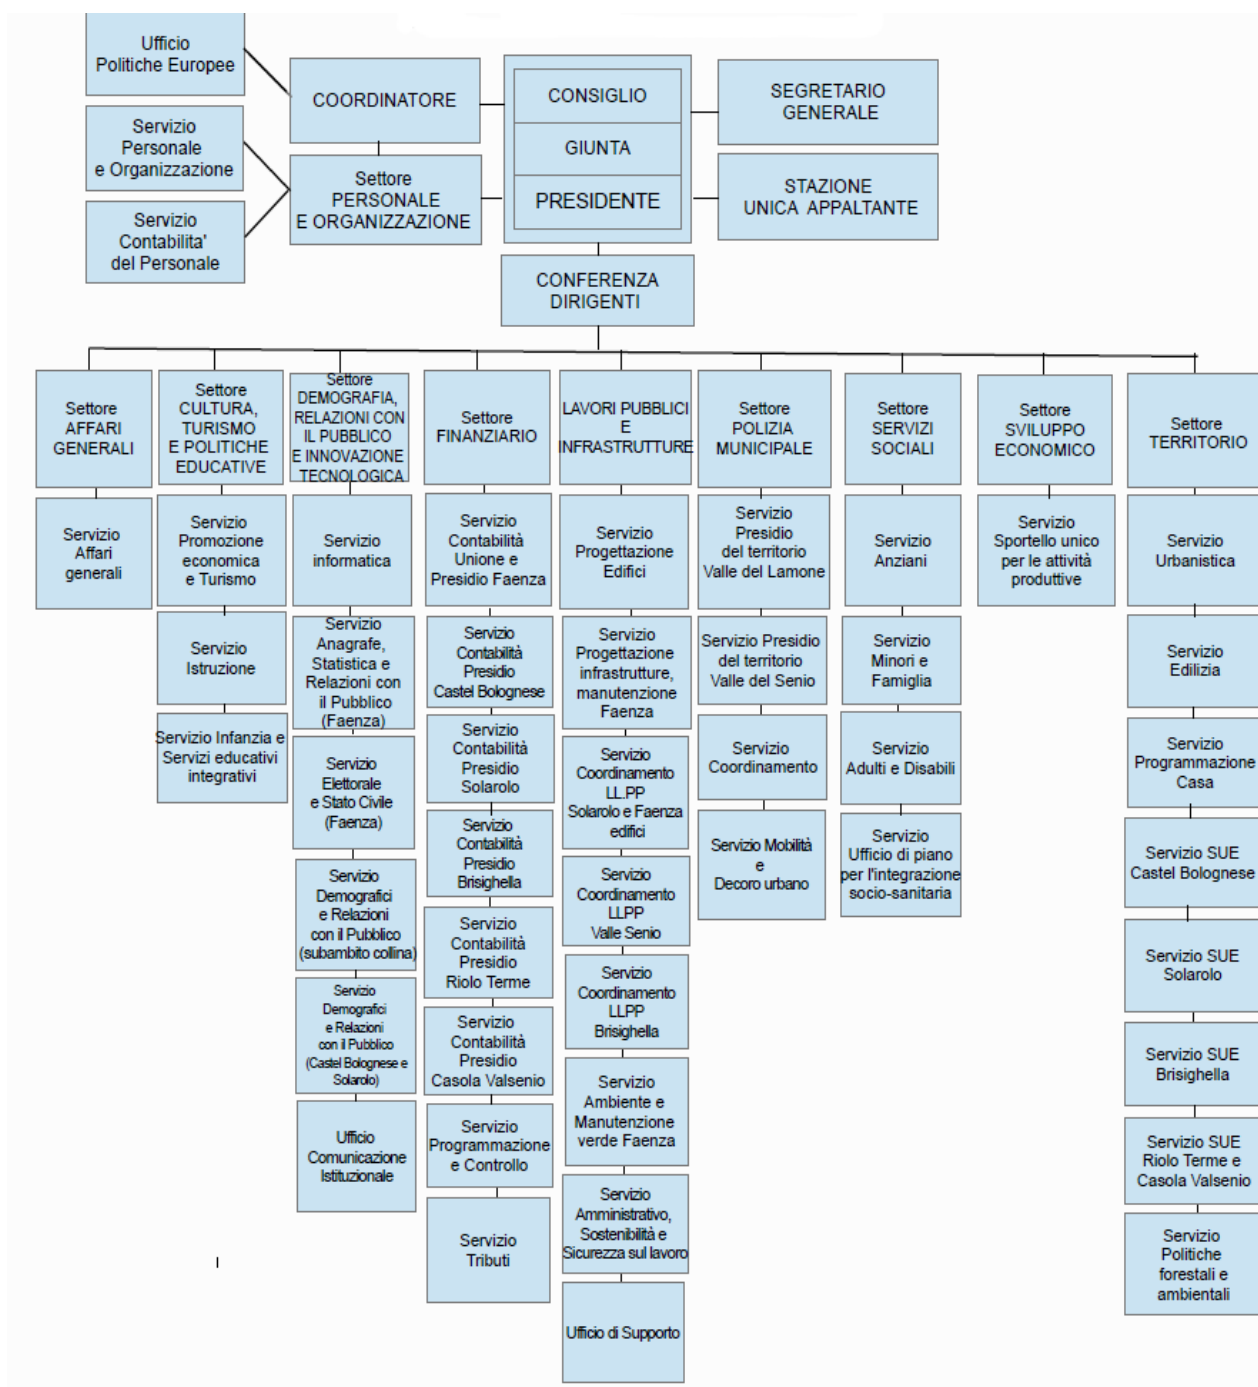 Ufficio
Politiche Europee
COORDINATORE
CONSIGLIO
GIUNTA
PRESIDENTE
SEGRETARIO
GENERALE
Servizio
Personale
e Organizzazione
Settore
PERSONALE
E ORGANIZZAZIONE
STAZIONE
UNICA APPALTANTE
Servizio
Contabilita'
del Personale
CONFERENZA
DIRIGENTI
Settore
AFFARI
GENERALI
Servizio
Affari
generali
Settore
CULTURA,
TURISMO
E POLITICHE
EDUCATIVE
Servizio
Promozione
economica
e Turismo
Servizio
Istruzione
Servizio Infanzia e
Servizi educativi
integrativi
Settore
DEMOGRAFIA,
RELAZIONI CON
IL PUBBLICO
E INNOVAZIONE
TECNOLOGICA
Servizio
informatica
Servizio
Anagrafe,
Statistica e
Relazioni con
il Pubblico
(Faenza)
Servizio
Elettorale
e Stato Civile
(Faenza)
Servizio
Demografici
e Relazioni
con il Pubblico
(subambito collina)
Servizio
Demografici
e Relazioni
con il Pubblico
(Castel Bolognese e
Solarolo)
Ufficio
Comunicazione
Istituzionale
Settore
FINANZIARIO
Servizio
Contabilità
Unione e
Presidio Faenza
Servizio
Contabilità
Presidio
Castel Bolognese
Servizio
Contabilità
Presidio
Solarolo
Servizio
Contabilità
Presidio
Brisighella
Servizio
Contabilità
Presidio
Riolo Terme
Servizio
Contabilità
Presidio
Casola Valsenio
Servizio
Programmazione
e Controllo
Servizio
Tributi
LAVORI PUBBLICI
E
INFRASTRUTTURE
Servizio
Progettazione
Edifici
Servizio
Progettazione
infrastrutture,
manutenzione
Faenza
Servizio
Coordinamento
LL.PP
Solarolo e Faenza
edifici
Servizio
Coordinamento
LLPP
Valle Senio
Servizio
Coordinamento
LLPP
Brisighella
Servizio
Ambiente e
Manutenzione
verde Faenza
Servizio
Amministrativo,
Sostenibilità e
Sicurezza sul lavoro
Ufficio di Supporto
Settore
POLIZIA
MUNICIPALE
Servizio
Presidio
del territorio
Valle del Lamone
Servizio Presidio
del territorio
Valle del Senio
Servizio
Coordinamento
Servizio Mobilità
e
Decoro urbano
Settore
SERVIZI
SOCIALI
Servizio
Anziani
Servizio
Minori e
Famiglia
Servizio
Adulti e Disabili
Servizio
Ufficio di piano
per l'integrazione
socio-sanitaria
Settore
SVILUPPO
ECONOMICO
Servizio
Sportello unico
per le attività
produttive
Settore
TERRITORIO
Servizio
Urbanistica
Servizio
Edilizia
Servizio
Programmazione
Casa
Servizio SUE
Castel Bolognese
Servizio SUE
Solarolo
Servizio SUE
Brisighella
Servizio SUE
Riolo Terme e
Casola Valsenio
Servizio
Politiche
forestali e
ambientali